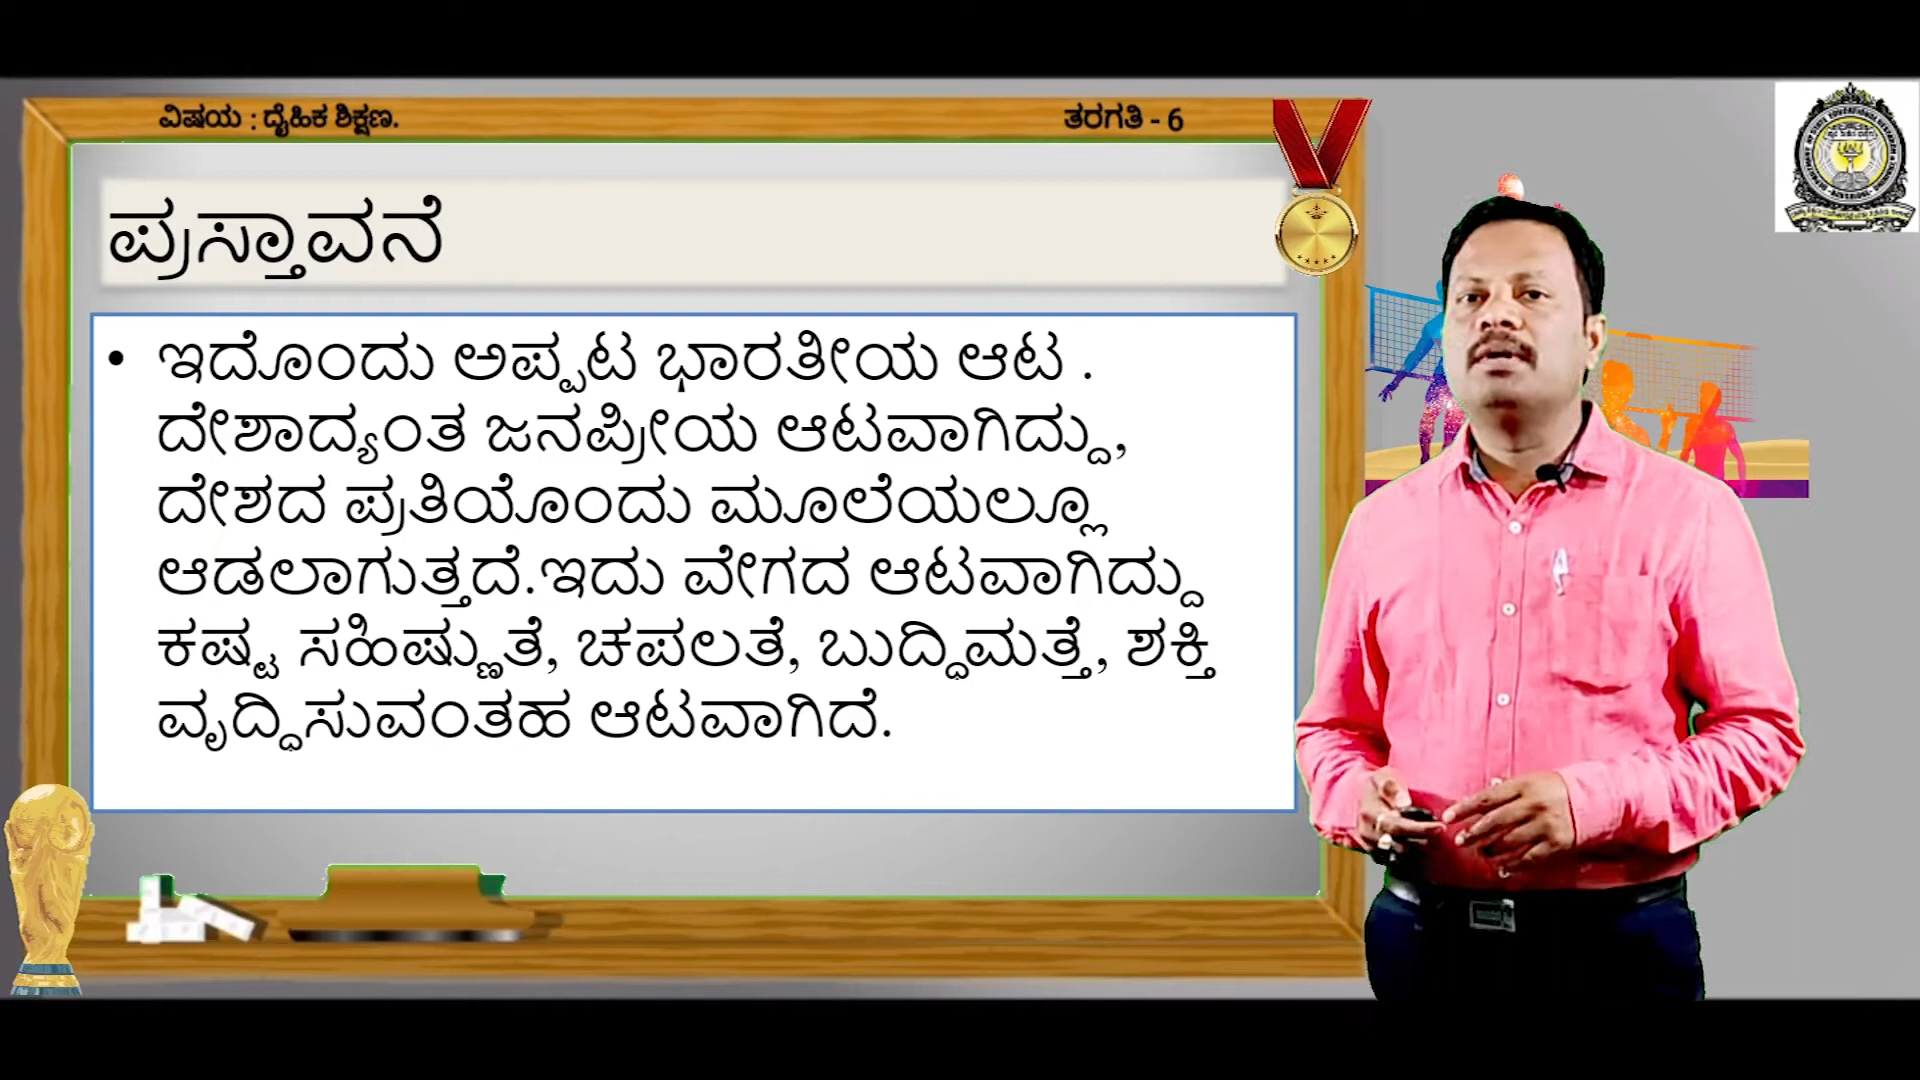 ವಿಷಯ : ದೈಹಿಕ ಶಿಕ್ಷಣ.
ತರಗತಿ - 6
ಪ್ರಸ್ತಾವನೆ
• ಇದೊಂದು ಅಪ್ಪಟ ಭಾರತೀಯ ಆಟ .
ದೇಶಾದ್ಯಂತ ಜನಪ್ರೀಯ ಆಟವಾಗಿದ್ದು,
ದೇಶದ ಪ್ರತಿಯೊಂದು ಮೂಲೆಯಲ್ಲೂ
ಆಡಲಾಗುತ್ತದೆ.ಇದು ವೇಗದ ಆಟವಾಗಿದ್ದು
ಕಷ್ಟ ಸಹಿಷ್ಣುತೆ, ಚಪಲತೆ, ಬುದ್ಧಿಮತ್ತೆ, ಶಕ್ತಿ
ವೃದ್ಧಿಸುವಂತಹ ಆಟವಾಗಿದೆ.